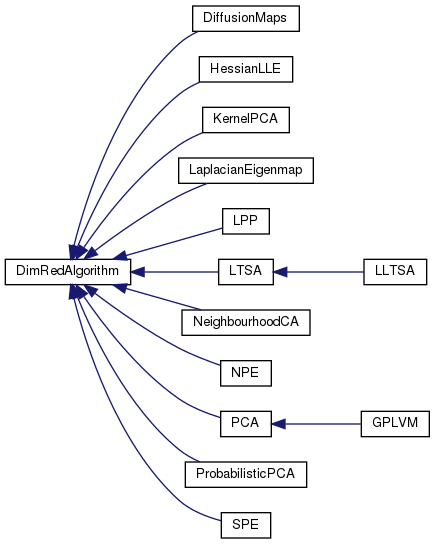 DiffusionMaps
HessianLLE
KernelPCA
LaplacianEigenmap
LPP
DimRedAlgorithm
LTSA
LLTSA
NeighbourhoodCA
NPE
PCA
GPLVM
ProbabilisticPCA
SPE